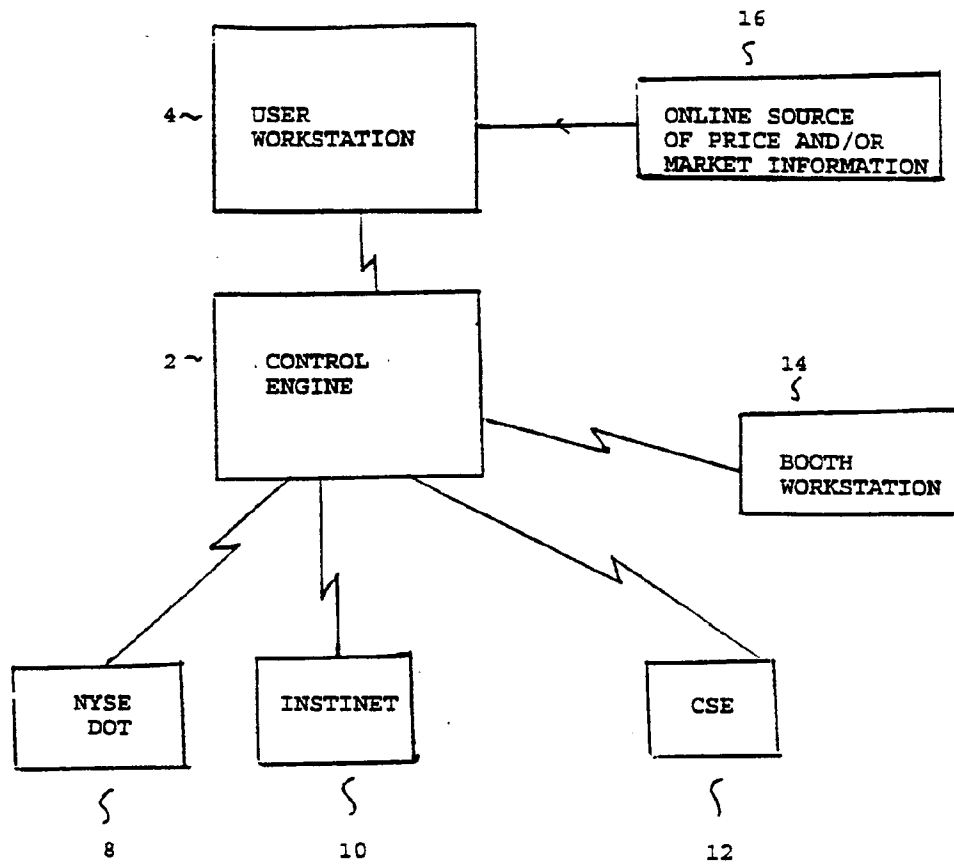 16
4~
USER
WORKSTATION
ONLINE SOURCE
OF PRICE AND/OR
MARKET INFORMATION
2~
CONTROL
ENGINE
14
BOOTH
WORKSTATION
NYSE
DOT
INSTINET
CSE
8
10
12